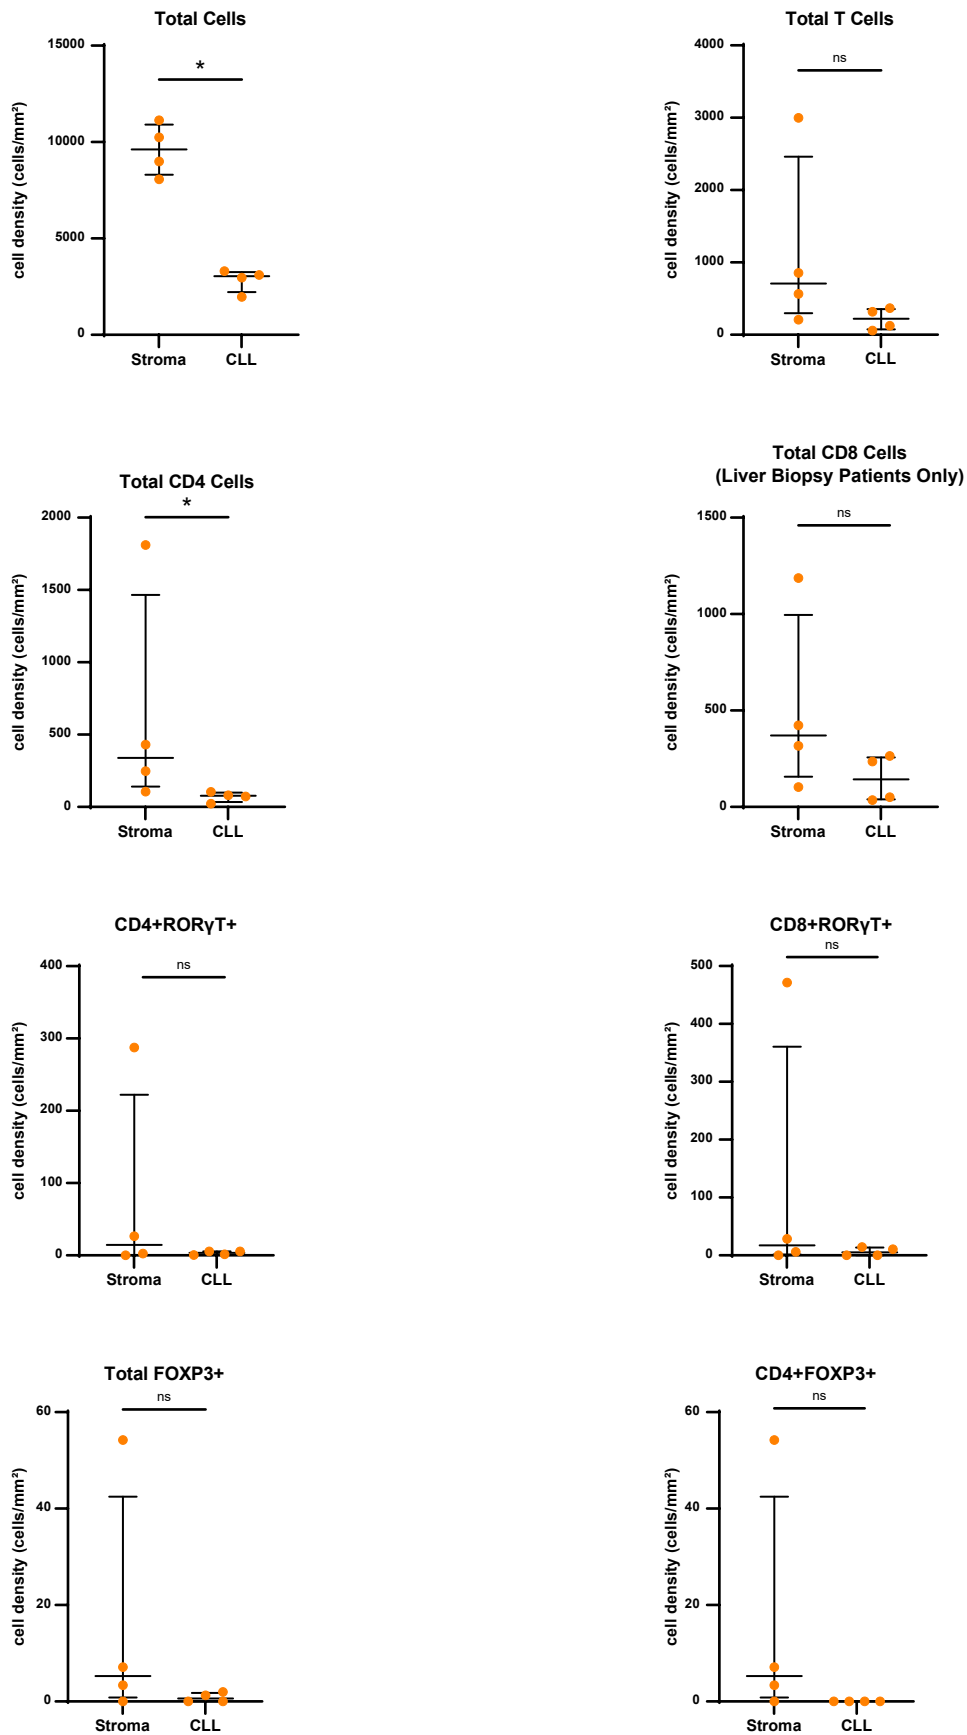 Total Cells
15000
10000
5000
0
cell density (cells/mm²)
*
Stroma
CLL
Total T Cells
4000
3000
2000
1000
0
cell density (cells/mm²)
ns
Stroma
CLL
Total CD4 Cells
2000
1500
1000
500
0
cell density (cells/mm²)
*
Stroma
CLL
Total CD8 Cells
(Liver Biopsy Patients Only)
1500
1000
500
0
cell density (cells/mm²)
ns
Stroma
CLL
CD4+RORγT+
400
300
200
100
0
cell density (cells/mm²)
ns
Stroma
CLL
CD8+RORγT+
500
400
300
200
100
0
cell density (cells/mm²)
ns
Stroma
CLL
Total FOXP3+
60
40
20
0
cell density (cells/mm²)
ns
Stroma
CLL
CD4+FOXP3+
60
40
20
0
cell density (cells/mm²)
ns
Stroma
CLL